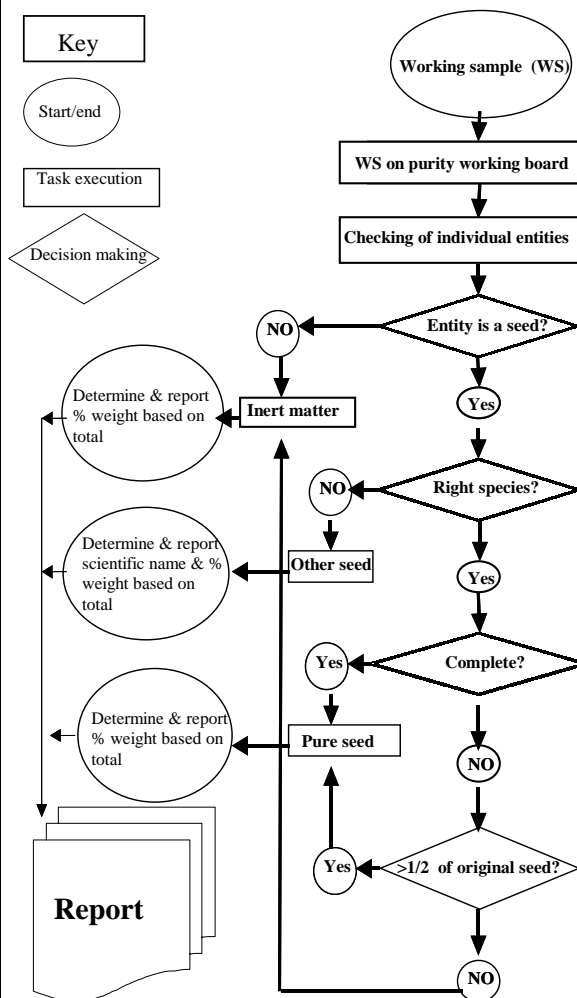 Key
Start/end
Task execution
Decision making
Working sample (WS)
WS on purity working board
Checking of individual entities
Entity is a seed?
NO
Yes
Inert matter
Determine & report
% weight based on
total
Right species?
NO
Yes
Other seed
Determine & report
scientific name & %
weight based on
total
Complete?
Yes
NO
Pure seed
Determine & report
% weight based on
total
>1/2 of original seed?
Yes
NO
Report